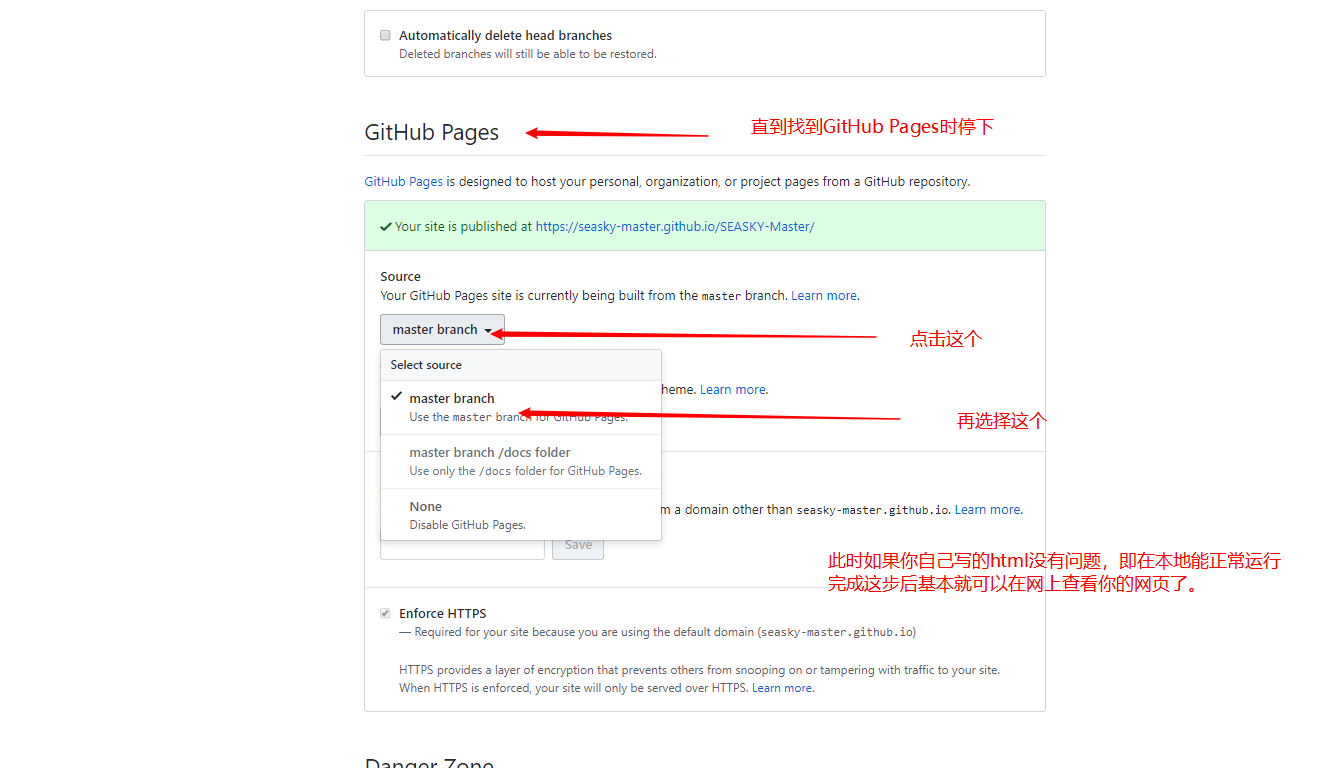 Automatically delete head branches
Deleted branches will still be able to be restored.
GitHub Pages
直到找到GitHub Pages时停下
GitHub Pages is designed to host your personal, organization, or project pages from a GitHub repository.
Your site is published at https://seasky-master.github.io/SEASKY-Master/
Source
Your GitHub Pages site is currently being built from the master branch. Learn more.
master branch
点击这个
Select source
heme. Learn more.
master branch
Use the master branch for GitHub Pages.
再选择这个
master branch /docs folder
Use only the /docs folder for GitHub Pages.
None
m a domain other than seasky-master.github.io. Learn more.
Disable GitHub Pages.
Save
此时如果你自己写的html没有问题，即在本地能正常运行
完成这步后基本就可以在网上查看你的网页了。
Enforce HTTPS
— Required for your site because you are using the default domain (seasky-master.github.io)
HTTPS provides a layer of encryption that prevents others from snooping on or tampering with traffic to your site.
When HTTPS is enforced, your site will only be served over HTTPS. Learn more.
Danger Zone